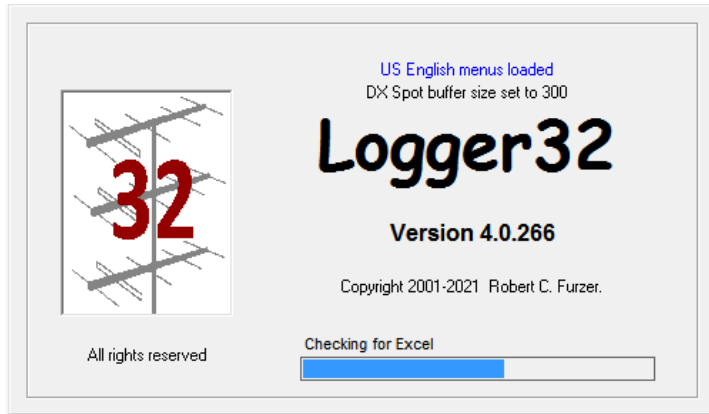 US English menus loaded
DX Spot buffer size set to 300
Logger32
32
Version 4.0.266
Copyright 2001-2021 Robert C. Furzer.
All rights reserved
Checking for Excel